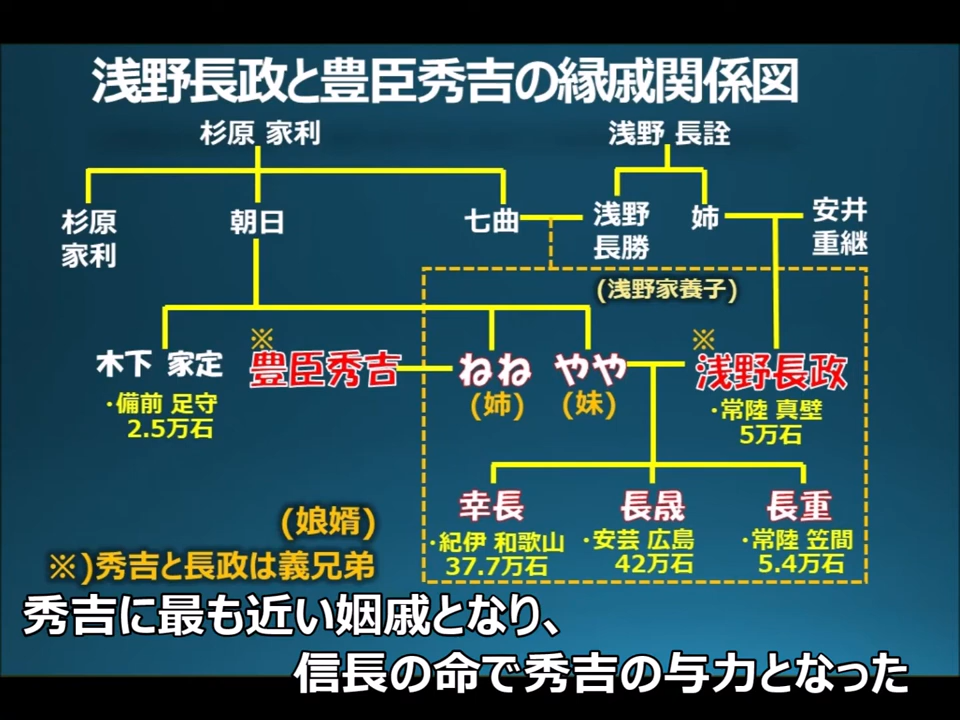 浅野長政と豊臣秀吉の縁戚関係図
杉原 家利
浅野 長詮
杉原
家利
朝日
七曲
浅野
長勝
姉
安井
重継
(浅野家養子)
木下 家定
・備前 足守
2.5万石
※
豊臣秀吉
ねね
(姉)
やや
(妹)
※
浅野長政
・常陸 真壁
5万石
幸長
・紀伊 和歌山
37.7万石
長晟
・安芸 広島
42万石
長重
・常陸 笠間
5.4万石
(娘婿)
※)秀吉と長政は義兄弟
秀吉に最も近い姻戚となり、
信長の命で秀吉の与力となった